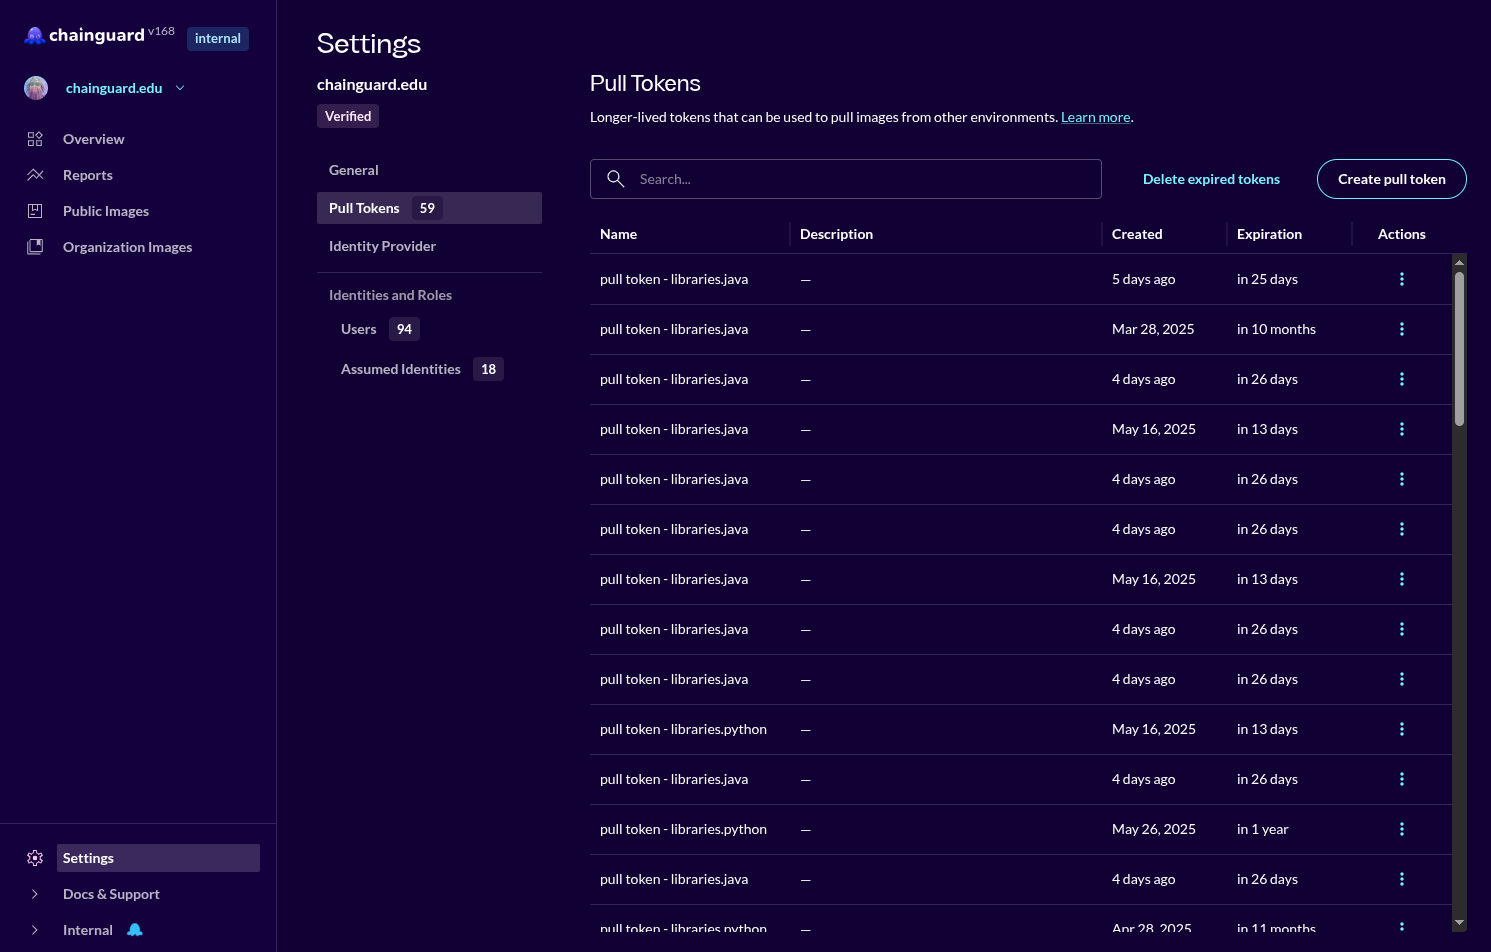 chainguard v168 internal
chainguard.edu
Overview
Reports
Public Images
Organization Images
Settings
Docs & Support
Internal
Settings
chainguard.edu
Verified
General
Pull Tokens 59
Identity Provider
Identities and Roles
Users 94
Assumed Identities 18
Pull Tokens
Longer-lived tokens that can be used to pull images from other environments. Learn more.
Search... Delete expired tokens Create pull token
Name Description Created Expiration Actions
pull token - libraries.java — 5 days ago in 25 days
pull token - libraries.java — Mar 28, 2025 in 10 months
pull token - libraries.java — 4 days ago in 26 days
pull token - libraries.java — May 16, 2025 in 13 days
pull token - libraries.java — 4 days ago in 26 days
pull token - libraries.java — 4 days ago in 26 days
pull token - libraries.java — May 16, 2025 in 13 days
pull token - libraries.java — 4 days ago in 26 days
pull token - libraries.java — 4 days ago in 26 days
pull token - libraries.python — May 16, 2025 in 13 days
pull token - libraries.java — 4 days ago in 26 days
pull token - libraries.python — May 26, 2025 in 1 year
pull token - libraries.java — 4 days ago in 26 days
pull token - libraries.python — Apr 28, 2025 in 11 months